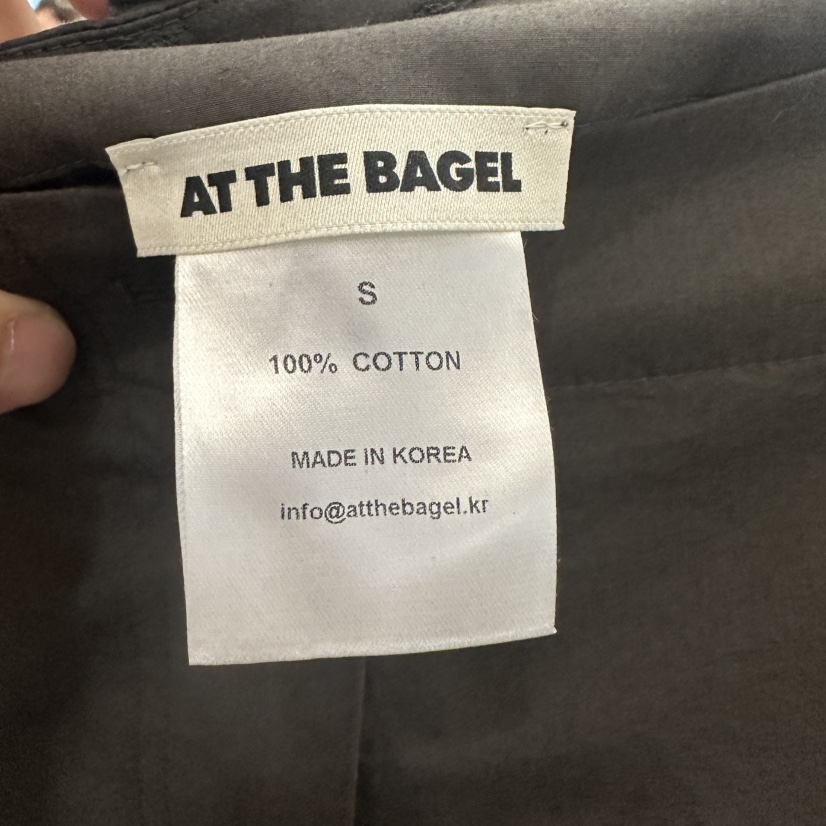 AT THE BAGEL
S
100% COTTON
MADE IN KOREA
info@atthebagel.kr